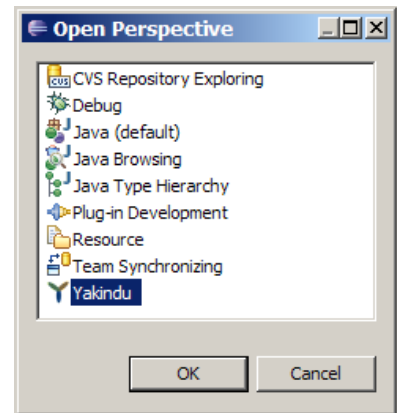 Open Perspective
CVS Repository Exploring
Debug
Java (default)
Java Browsing
Java Type Hierarchy
Plug-in Development
Resource
Team Synchronizing
Yakindu
OK
Cancel